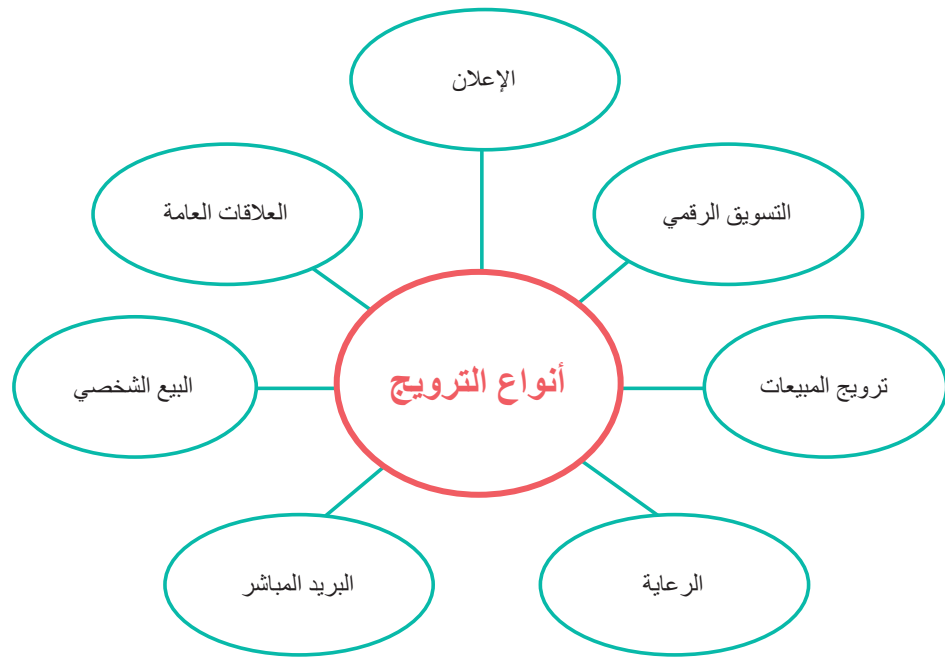 الإعلان
التسويق الرقمي
العلاقات العامة
ترويج المبيعات
أنواع الترويج
البيع الشخصي
الرعاية
البريد المباشر